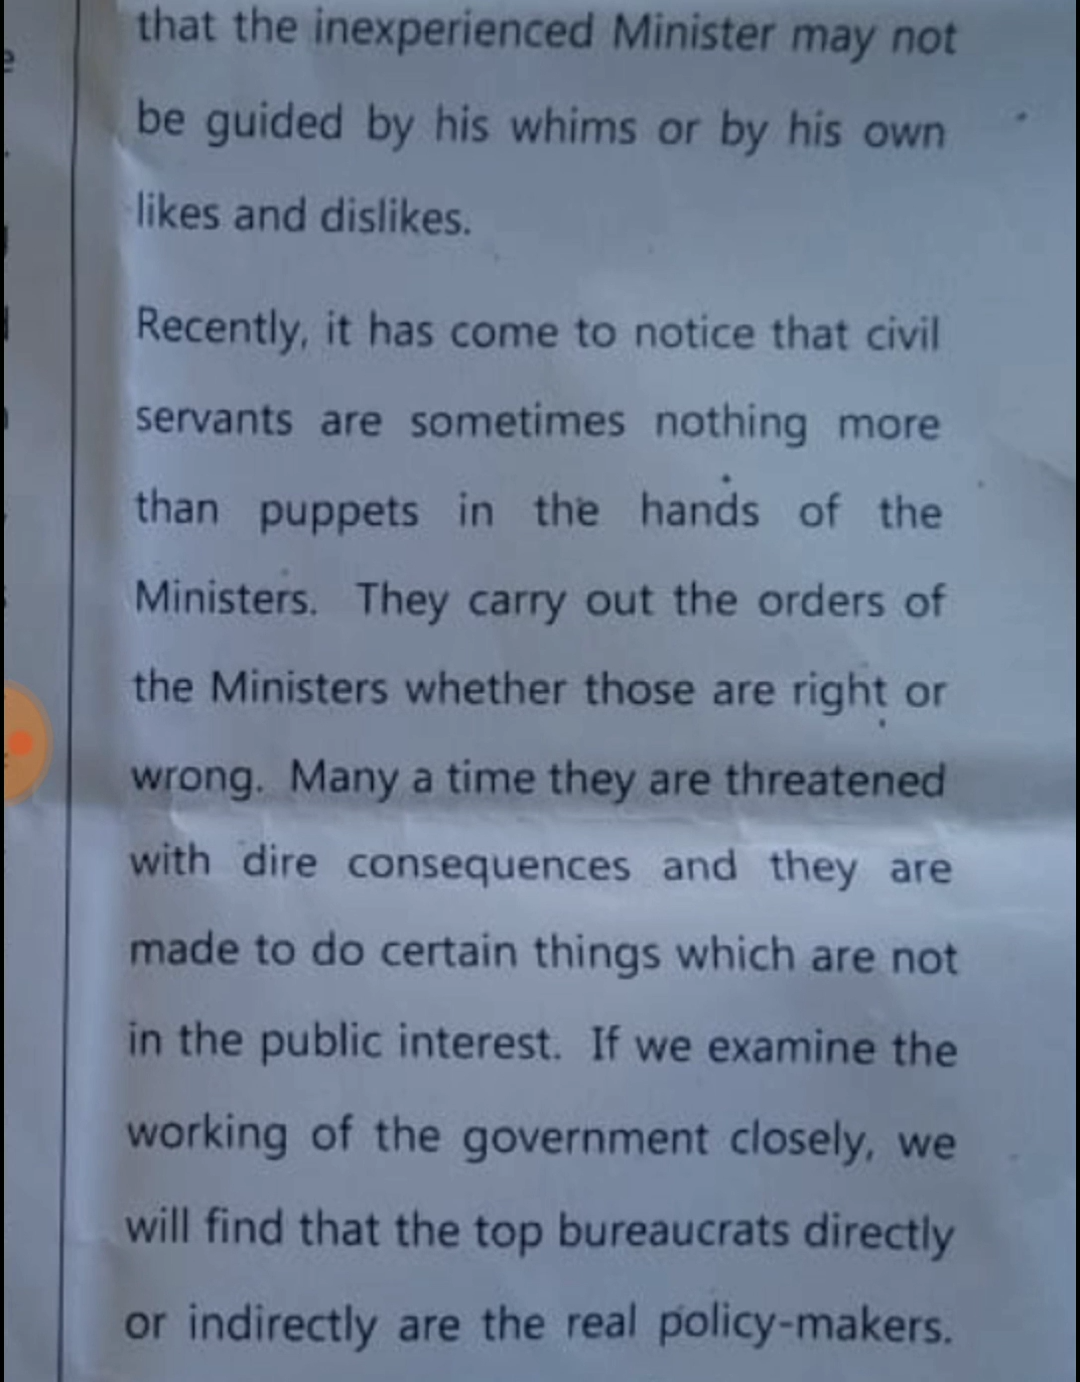 that the inexperienced Minister may not
be guided by his whims or by his own
likes and dislikes.
Recently, it has come to notice that civil
servants are sometimes nothing more
than puppets in the hands of the
Ministers. They carry out the orders of
the Ministers whether those are right or
wrong. Many a time they are threatened
with dire consequences and they are
made to do certain things which are not
in the public interest. If we examine the
working of the government closely, we
will find that the top bureaucrats directly
or indirectly are the real policy-makers.